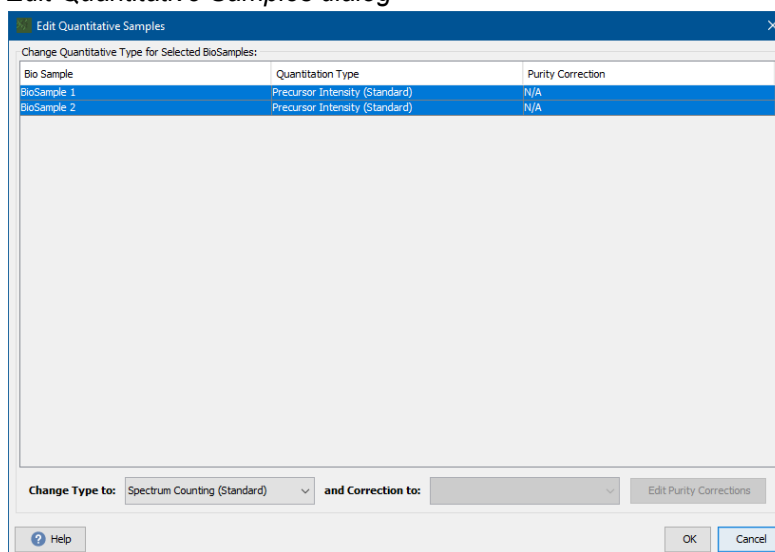 Edit Quantitative Samples dialog
Edit Quantitative Samples
Change Quantitative Type for Selected BioSamples:
Bio Sample Quantitation Type Purity Correction
BioSample 1 Precursor Intensity (Standard) N/A
BioSample 2 Precursor Intensity (Standard) N/A
Change Type to: Spectrum Counting (Standard) and Correction to: Edit Purity Corrections
Help OK Cancel